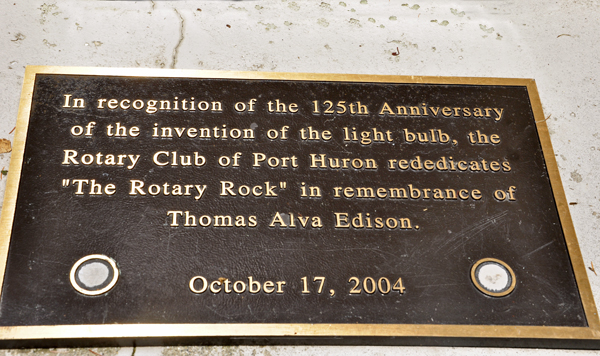 In recognition of the 125th Anniversary
of the invention of the light bulb, the
Rotary Club of Port Huron rededicates
"The Rotary Rock" in remembrance of
Thomas Alva Edison.
October 17, 2004